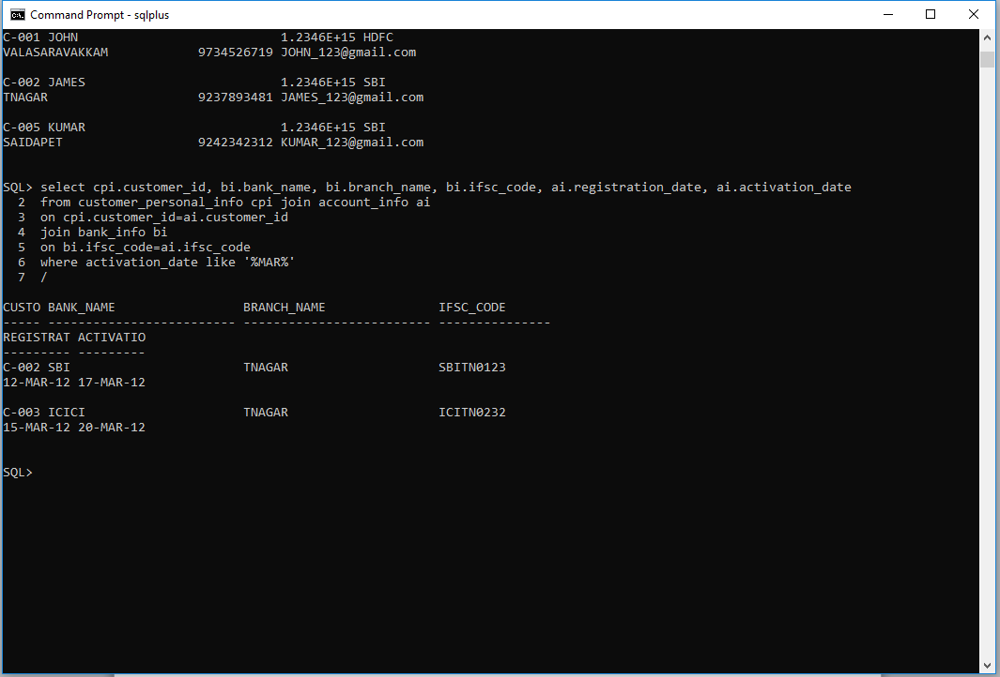 Command Prompt - sqlplus
C-001 JOHN                           1.2346E+15 HDFC
VALASARAVAKKAM            9734526719 JOHN_123@gmail.com
C-002 JAMES                          1.2346E+15 SBI
TNAGAR                    9237893481 JAMES_123@gmail.com
C-005 KUMAR                          1.2346E+15 SBI
SAIDAPET                  9242342312 KUMAR_123@gmail.com
SQL> select cpi.customer_id, bi.bank_name, bi.branch_name, bi.ifsc_code, ai.registration_date, ai.activation_date
  2  from customer_personal_info cpi join account_info ai
  3  on cpi.customer_id=ai.customer_id
  4  join bank_info bi
  5  on bi.ifsc_code=ai.ifsc_code
  6  where activation_date like '%MAR%'
  7  /
CUSTO BANK_NAME                 BRANCH_NAME               IFSC_CODE
----- ------------------------- ------------------------- ---------------
REGISTRAT ACTIVATIO
--------- ---------
C-002 SBI                       TNAGAR                    SBITN0123
12-MAR-12 17-MAR-12
C-003 ICICI                     TNAGAR                    ICITN0232
15-MAR-12 20-MAR-12
SQL>